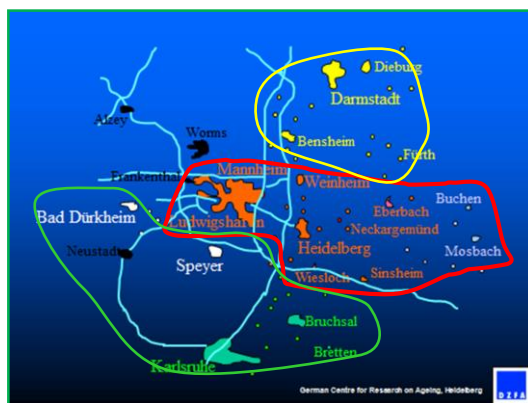 Dieburg
Darmstadt
Alzey
Worms
Bensheim
Fürth
Mannheim
Frankenthal
Weinheim
Bad Dürkheim
Ludwigshafen
Eberbach
Buchen
Neckargemünd
Neustadt
Speyer
Heidelberg
Mosbach
Wiesloch
Sinsheim
Bruchsal
Bretten
Karlsruhe
German Centre for Research on Ageing, Heidelberg
DZFA